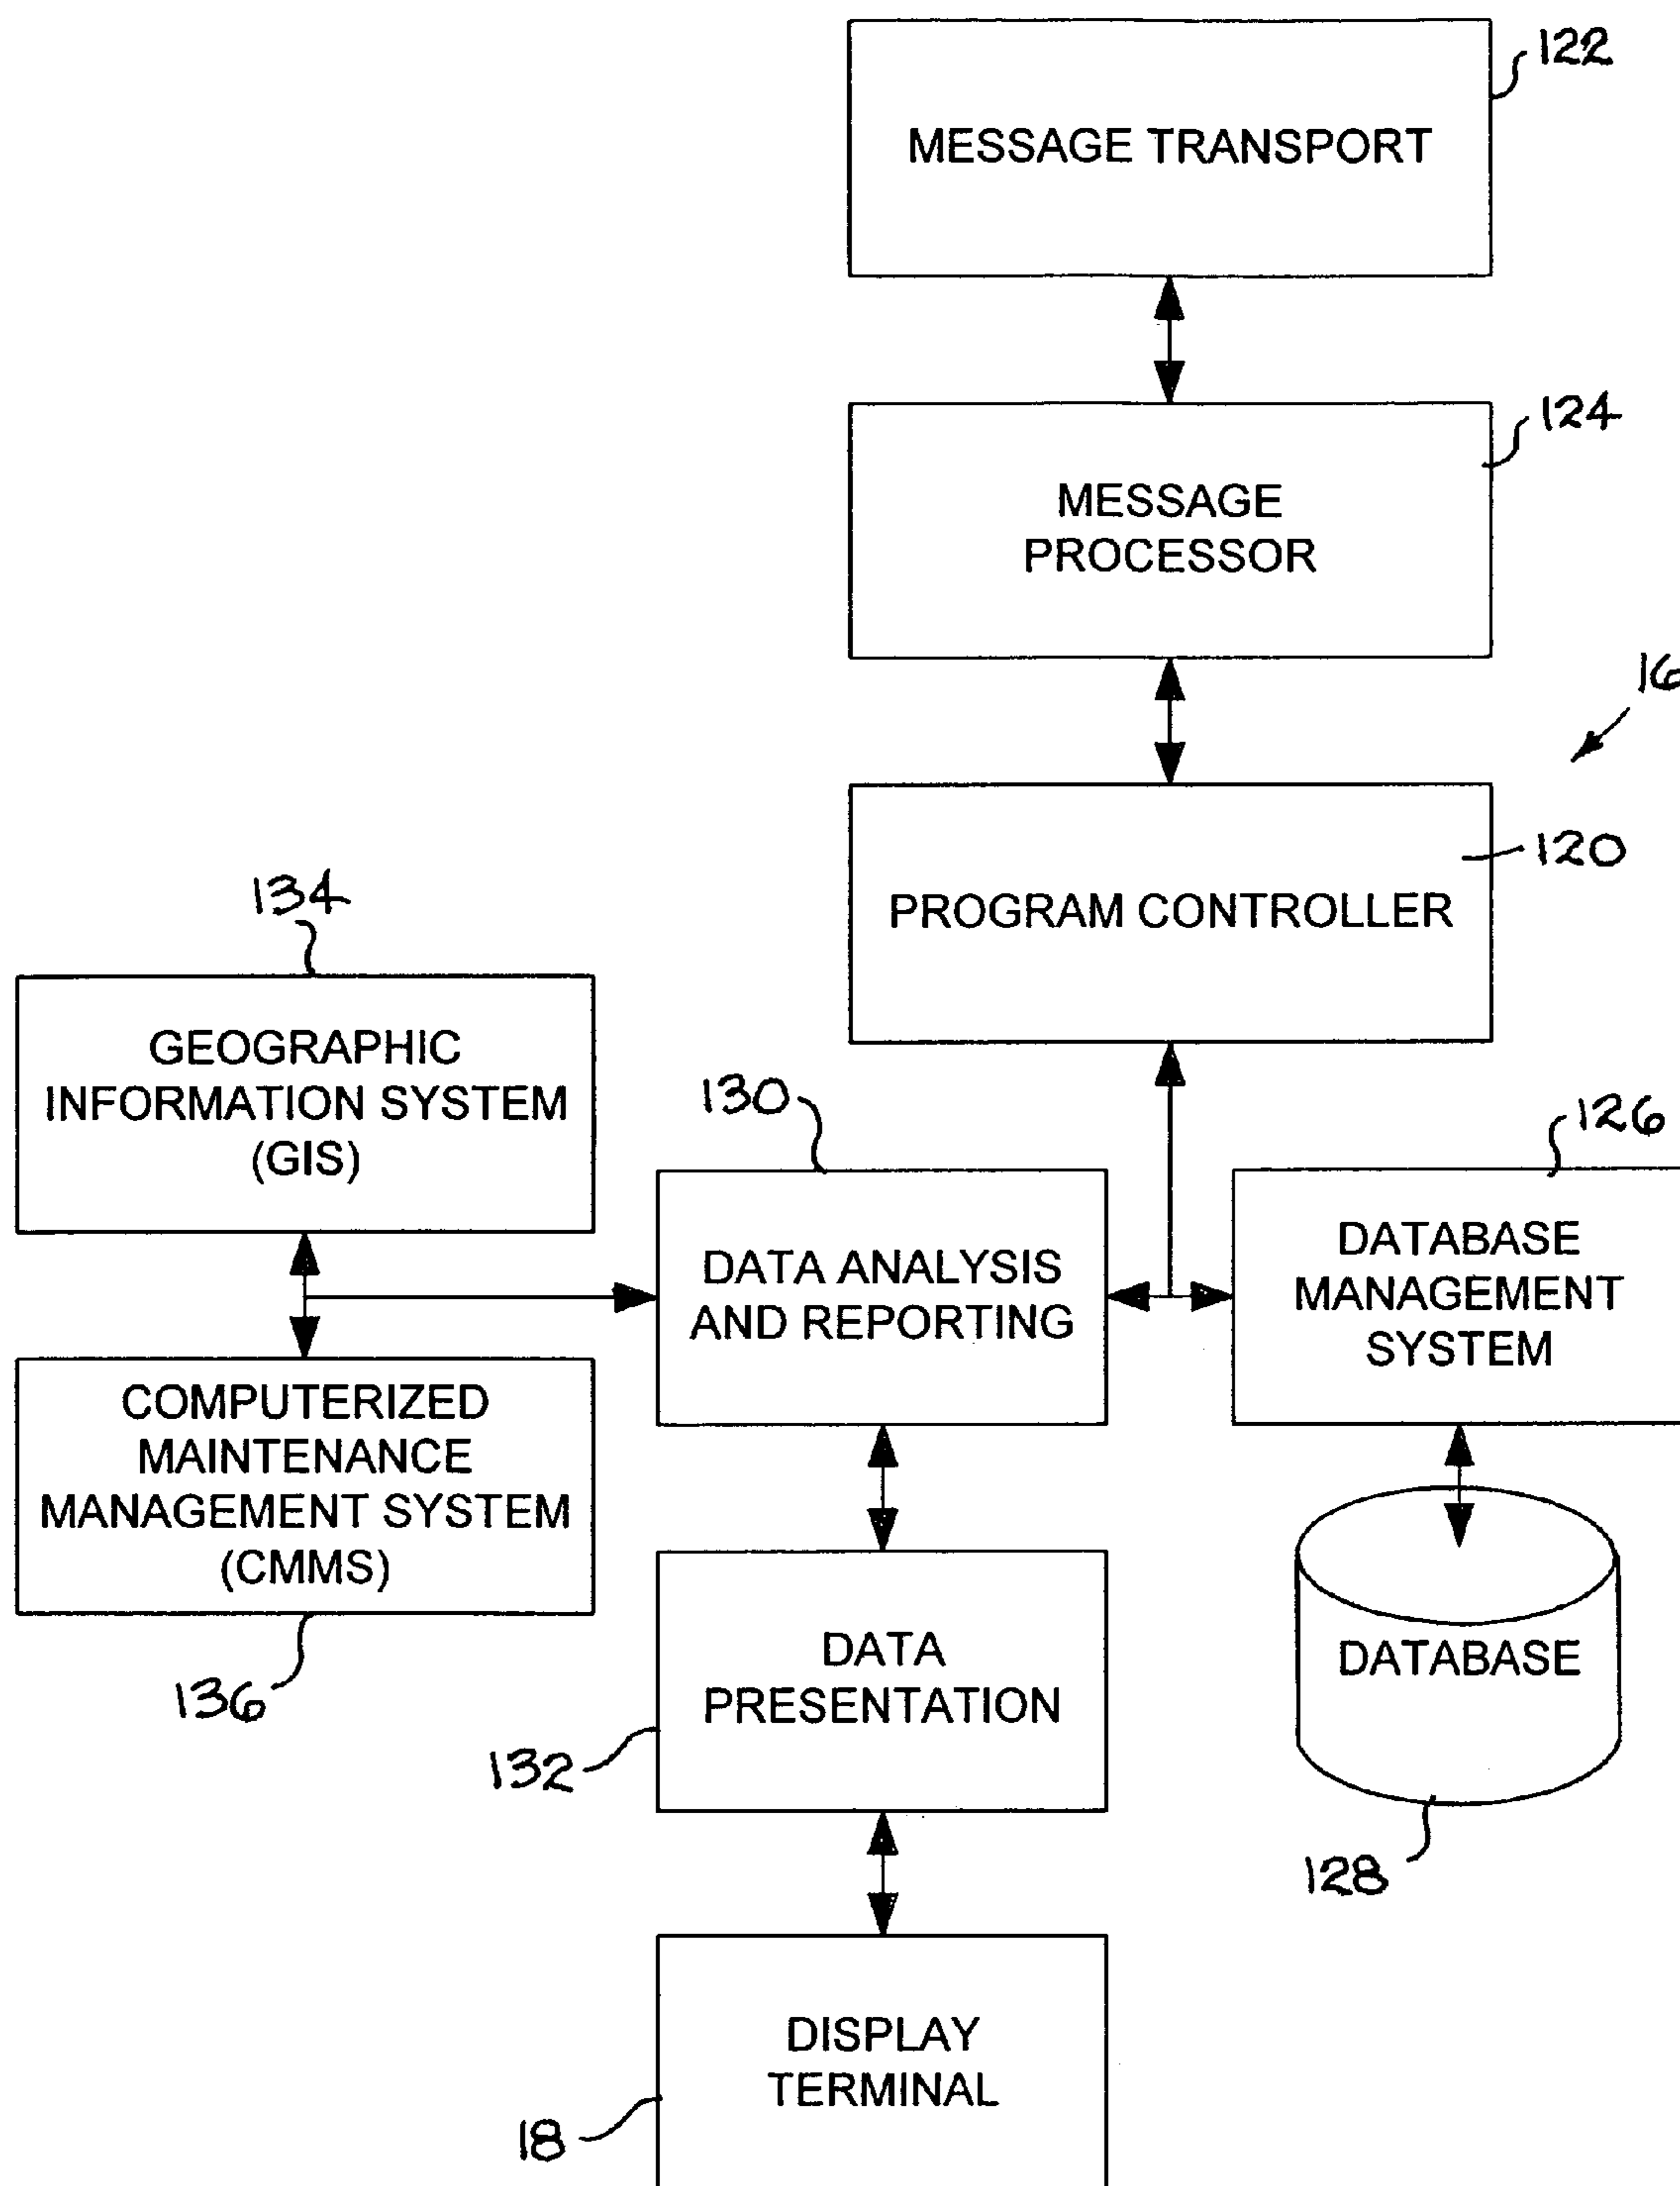 122
MESSAGE TRANSPORT
124
MESSAGE
PROCESSOR
16
120
PROGRAM CONTROLLER
134
GEOGRAPHIC
INFORMATION SYSTEM
(GIS)
130
DATA ANALYSIS
AND REPORTING
126
DATABASE
MANAGEMENT
SYSTEM
COMPUTERIZED
MAINTENANCE
MANAGEMENT SYSTEM
(CMMS)
136
DATA
PRESENTATION
132
DATABASE
128
DISPLAY
TERMINAL
18